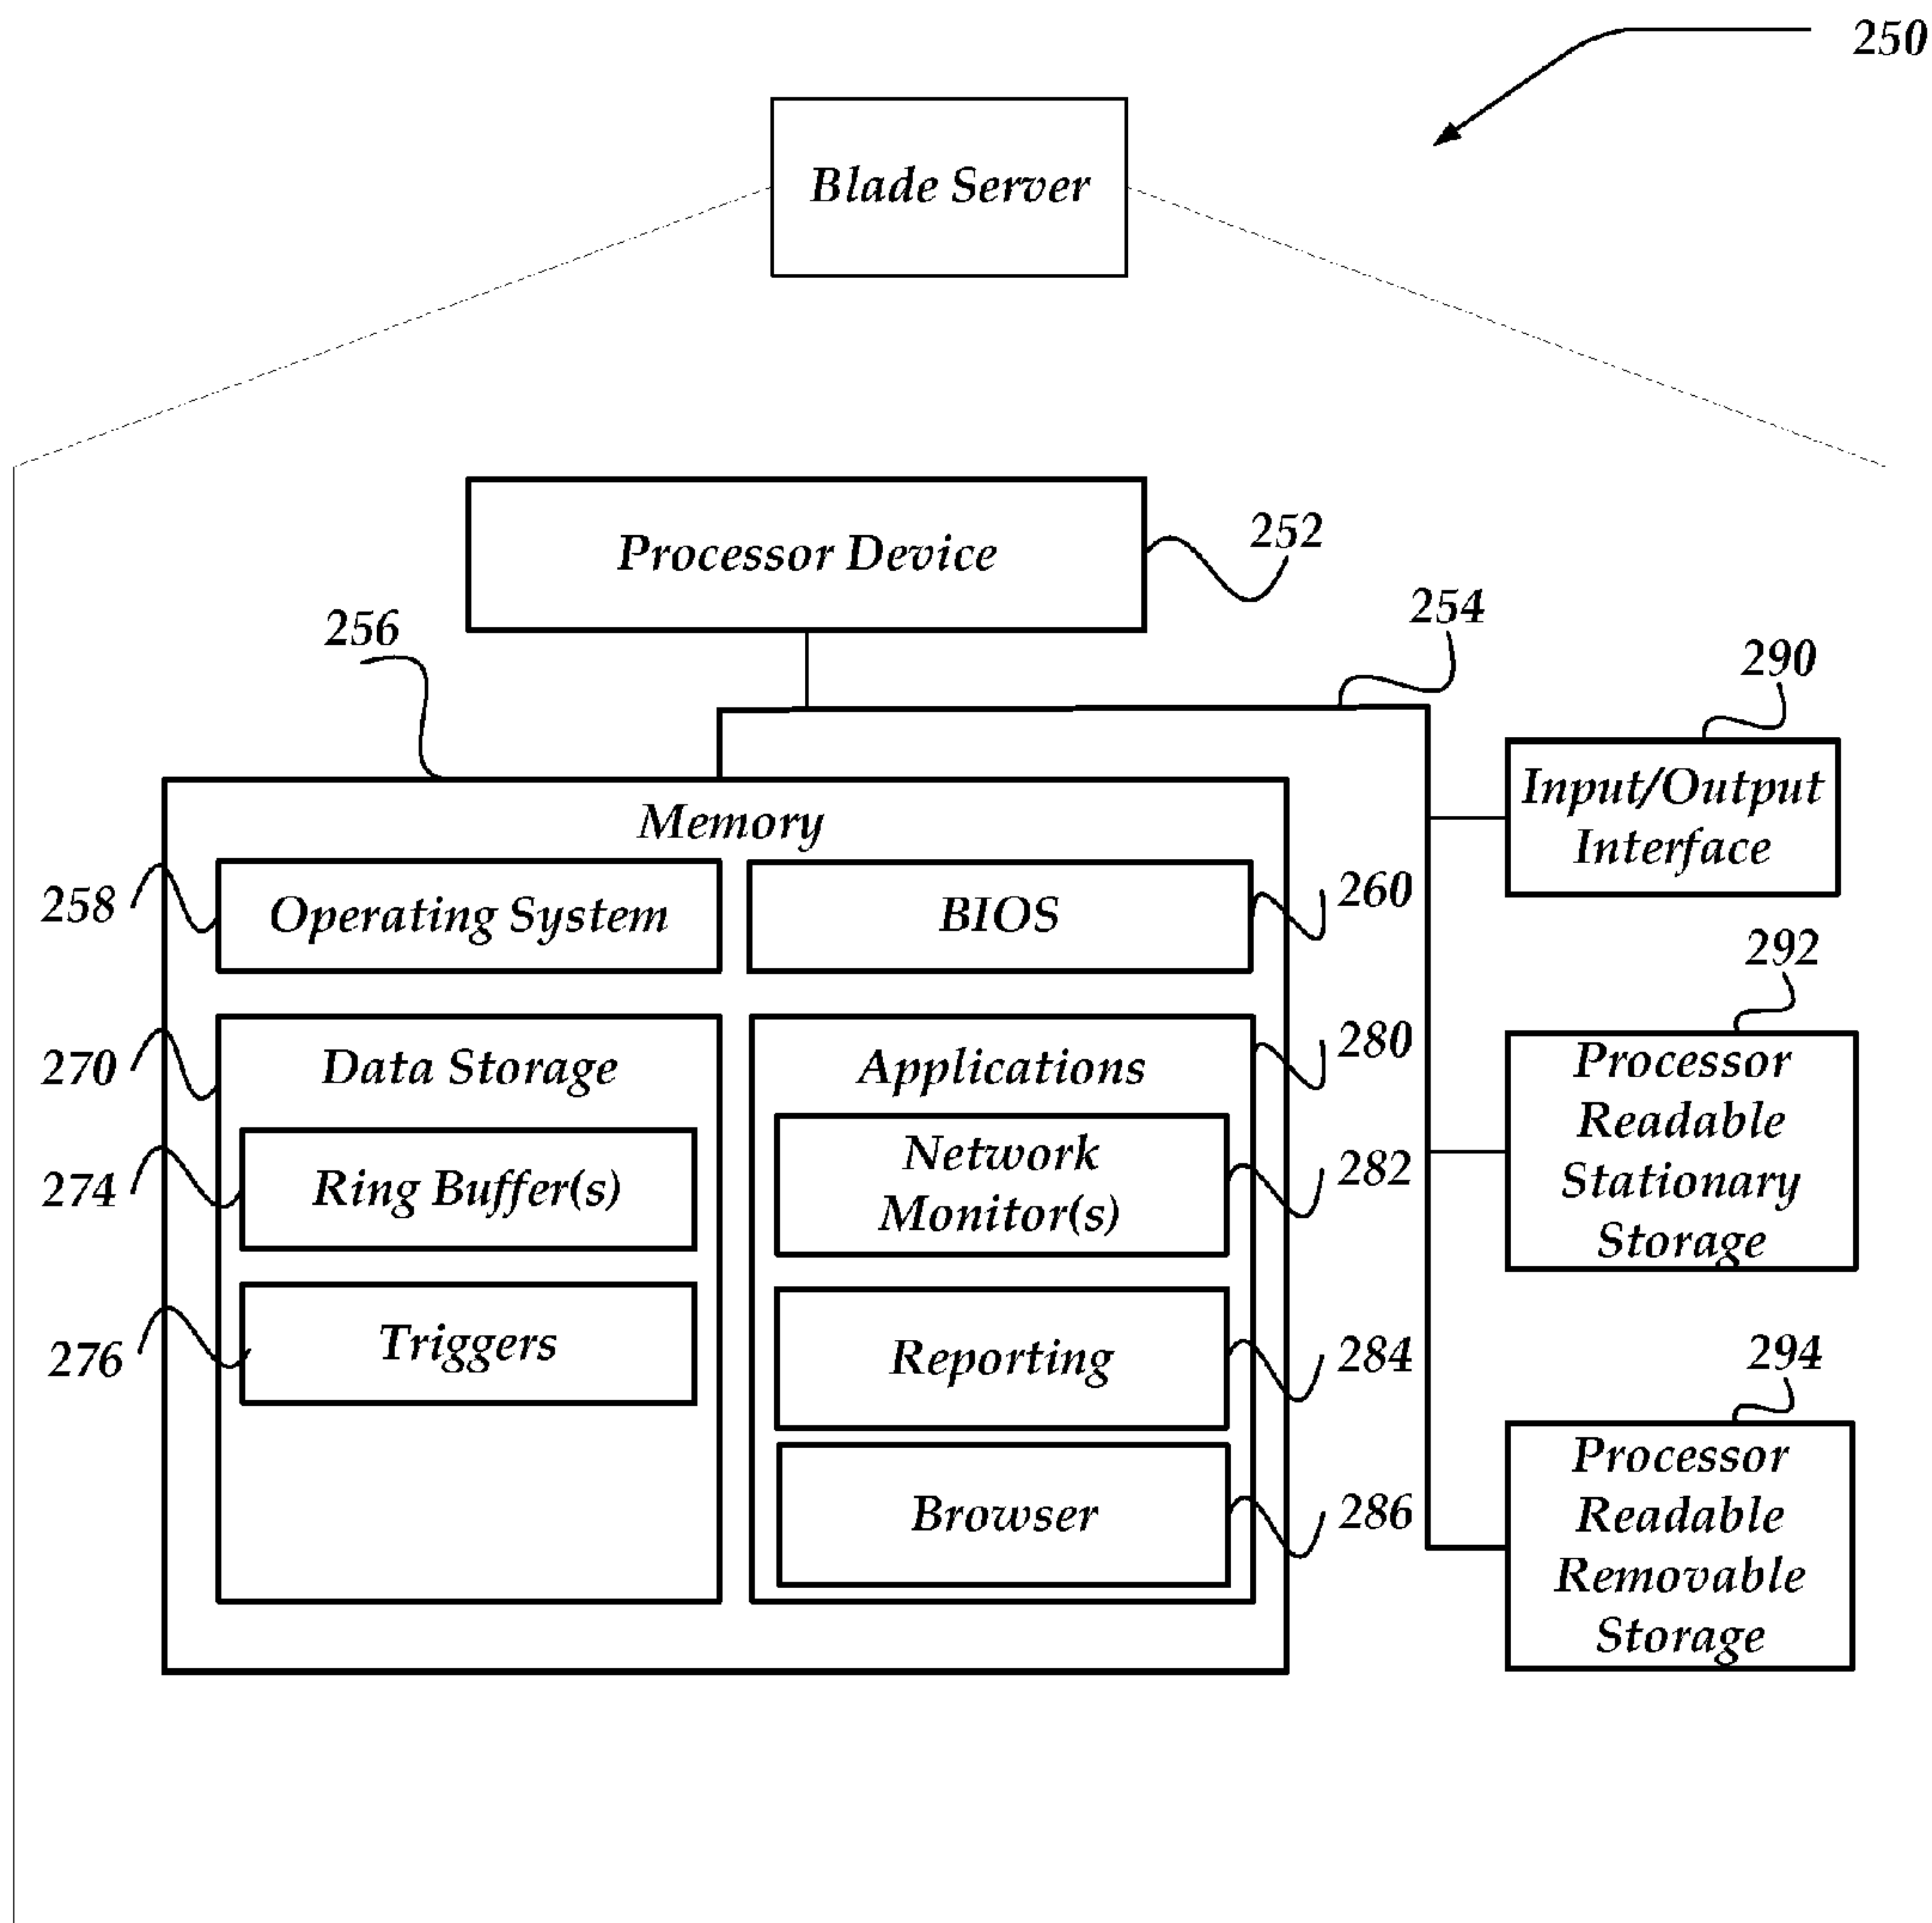 250
Blade Server
Processor Device
252
254
256
290
Input/Output
Interface
Memory
258
Operating System
BIOS
260
292
270
Data Storage
Applications
280
Processor
Readable
Stationary
Storage
274
Ring Buffer(s)
Network
Monitor(s)
282
276
Triggers
Reporting
284
294
Processor
Readable
Removable
Storage
Browser
286